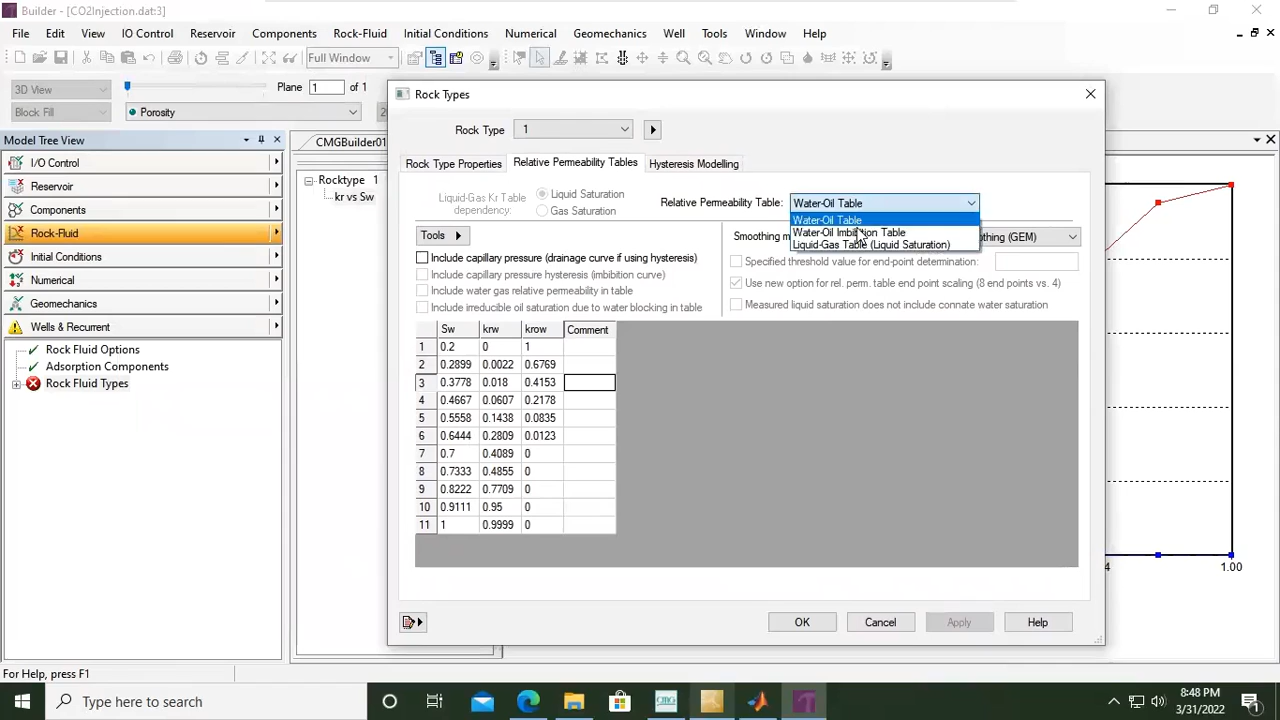 Builder - [CO2Injection.dat:3]
File Edit View IO Control Reservoir Components Rock-Fluid Initial Conditions Numerical Geomechanics Well Tools Window Help
Full Window
3D View Plane 1 of 1
Block Fill Porosity
Model Tree View
I/O Control
Reservoir
Components
Rock-Fluid
Initial Conditions
Numerical
Geomechanics
Wells & Recurrent
Rock Fluid Options
Adsorption Components
Rock Fluid Types
CMGBuilder01
Rocktype 1
kr vs Sw
Rock Types
Rock Type 1
Rock Type Properties Relative Permeability Tables Hysteresis Modelling
Liquid-Gas Kr Table dependency:
Liquid Saturation
Gas Saturation
Relative Permeability Table: Water-Oil Table
Water-Oil Table
Water-Oil Imbibition Table
Liquid-Gas Table (Liquid Saturation)
Tools
Smoothing m
thing (GEM)
Include capillary pressure (drainage curve if using hysteresis)
Include capillary pressure hysteresis (imbibition curve)
Include water gas relative permeability in table
Include irreducible oil saturation due to water blocking in table
Specified threshold value for end-point determination:
Use new option for rel. perm. table end point scaling (8 end points vs. 4)
Measured liquid saturation does not include connate water saturation
Sw krw krow Comment
1 0.2 0 1
2 0.2899 0.0022 0.6769
3 0.3778 0.018 0.4153
4 0.4667 0.0607 0.2178
5 0.5558 0.1438 0.0835
6 0.6444 0.2809 0.0123
7 0.7 0.4089 0
8 0.7333 0.4855 0
9 0.8222 0.7709 0
10 0.9111 0.95 0
11 1 0.9999 0
OK Cancel Apply Help
4 1.00
For Help, press F1
Type here to search
CMG
8:48 PM
3/31/2022
1